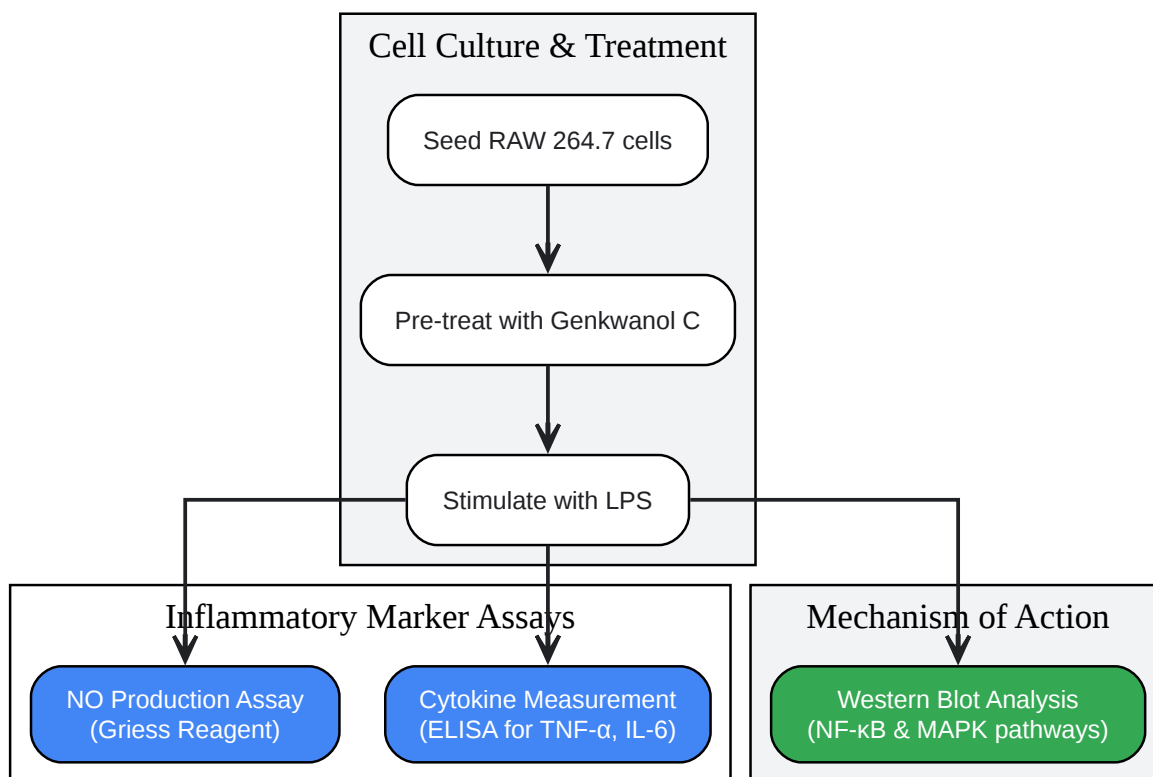 Cell Culture & Treatment
Seed RAW 264.7 cells
Pre-treat with Genkwanol C
Stimulate with LPS
Inflammatory Marker Assays
NO Production Assay
(Griess Reagent)
Cytokine Measurement
(ELISA for TNF-α, IL-6)
Mechanism of Action
Western Blot Analysis
(NF-κB & MAPK pathways)